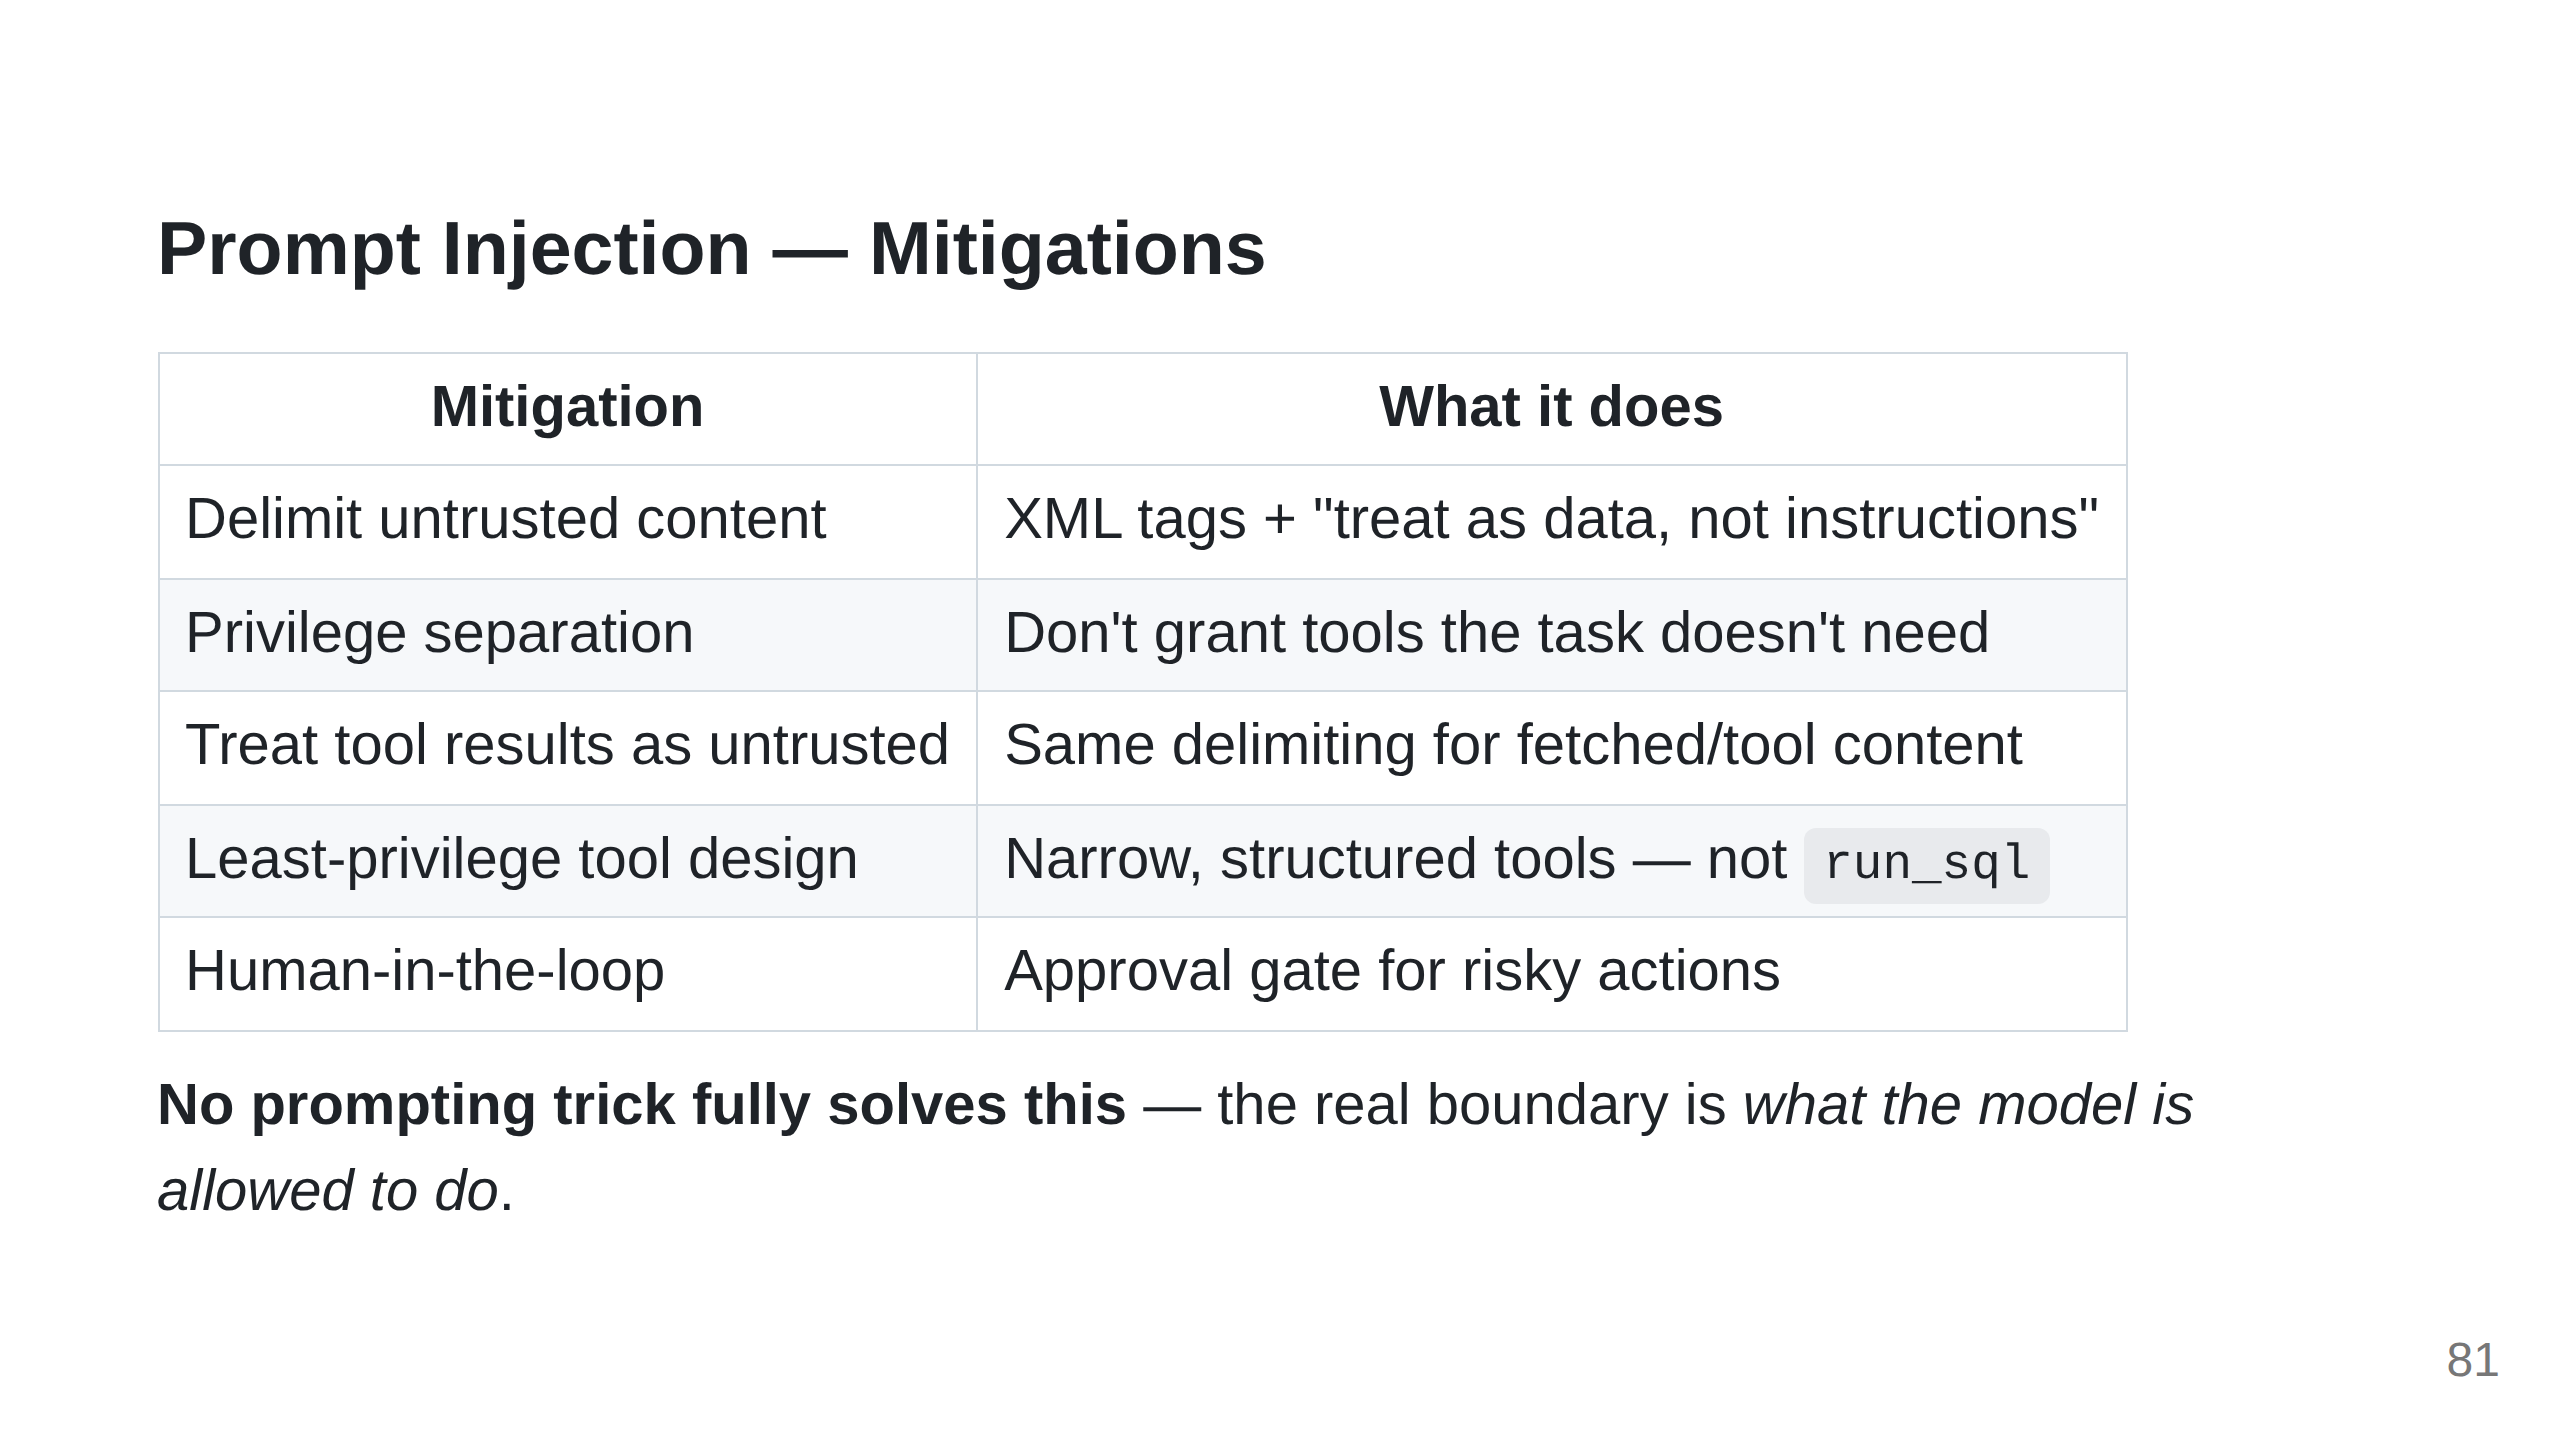 Prompt Injection — Mitigations
Mitigation What it does
Delimit untrusted content XML tags + "treat as data, not instructions"
Privilege separation Don't grant tools the task doesn't need
Treat tool results as untrusted Same delimiting for fetched/tool content
Least-privilege tool design Narrow, structured tools — not run_sql
Human-in-the-loop Approval gate for risky actions
No prompting trick fully solves this — the real boundary is what the model is
allowed to do.
81